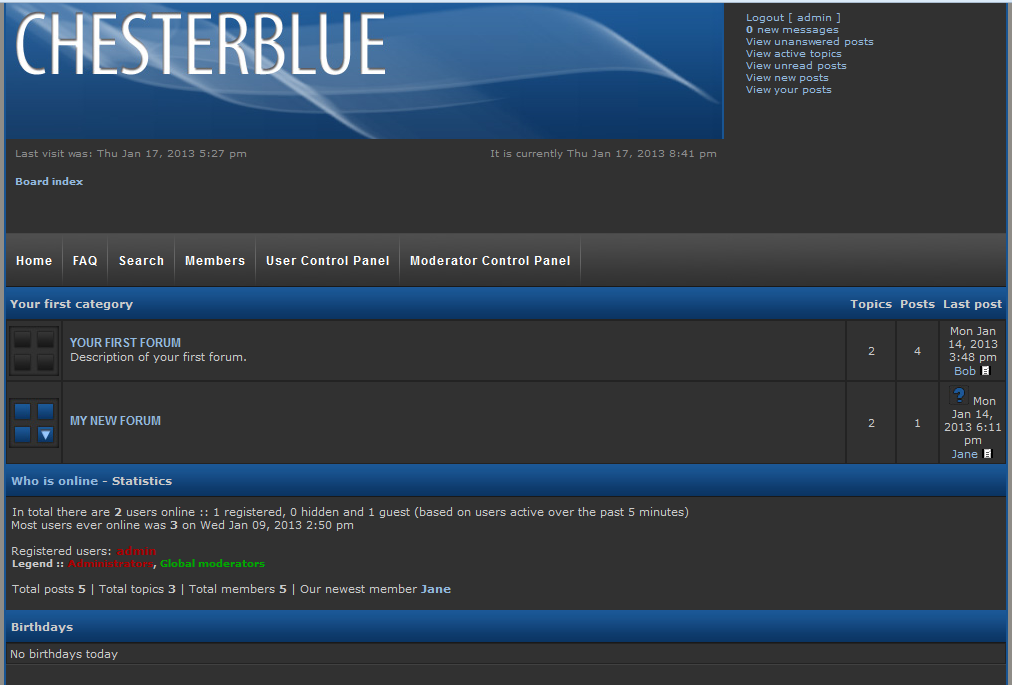 CHESTERBLUE
Logout [ admin ]
0 new messages
View unanswered posts
View active topics
View unread posts
View new posts
View your posts
Last visit was: Thu Jan 17, 2013 5:27 pm
It is currently Thu Jan 17, 2013 8:41 pm
Board index
Home FAQ Search Members User Control Panel Moderator Control Panel
Your first category Topics Posts Last post
YOUR FIRST FORUM
Description of your first forum.
2
4
Mon Jan
14, 2013
3:48 pm
Bob
MY NEW FORUM
2
1
? Mon
Jan 14,
2013 6:11
pm
Jane
Who is online - Statistics
In total there are 2 users online :: 1 registered, 0 hidden and 1 guest (based on users active over the past 5 minutes)
Most users ever online was 3 on Wed Jan 09, 2013 2:50 pm
Registered users: admin
Legend :: Administrators, Global moderators
Total posts 5 | Total topics 3 | Total members 5 | Our newest member Jane
Birthdays
No birthdays today